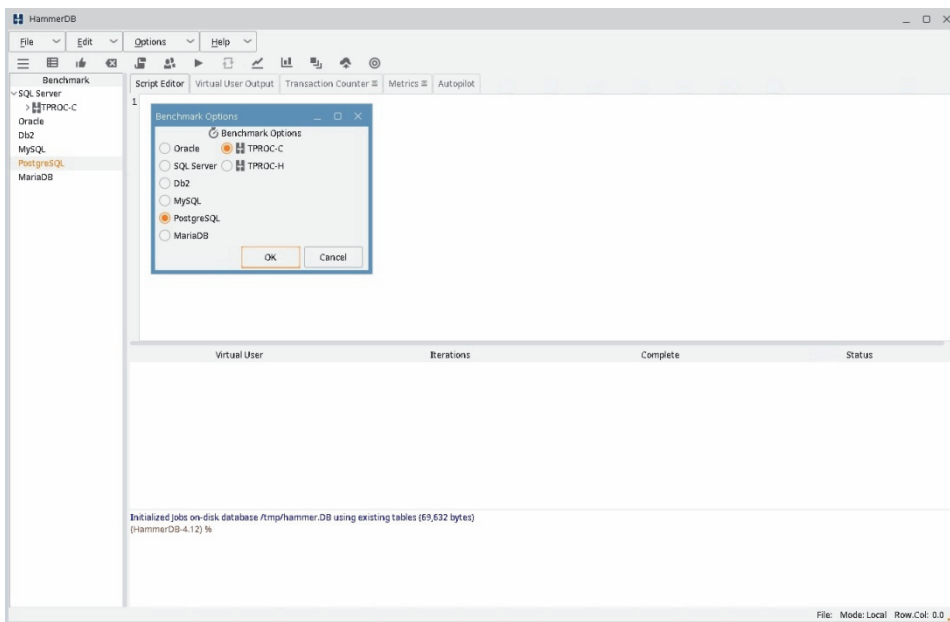 HammerDB
File Edit Options Help
Benchmark
SQL Server
TPROC-C
Oracle
Db2
MySQL
PostgreSQL
MariaDB
Script Editor Virtual User Output Transaction Counter Metrics Autopilot
1
Benchmark Options
Benchmark Options
Oracle TPROC-C
SQL Server TPROC-H
Db2
MySQL
PostgreSQL
MariaDB
OK Cancel
Virtual User Iterations Complete Status
Initialized Jobs on-disk database /tmp/hammer.DB using existing tables (69,632 bytes)
(HammerDB-4.12) %
File: Mode: Local Row.Col: 0.0